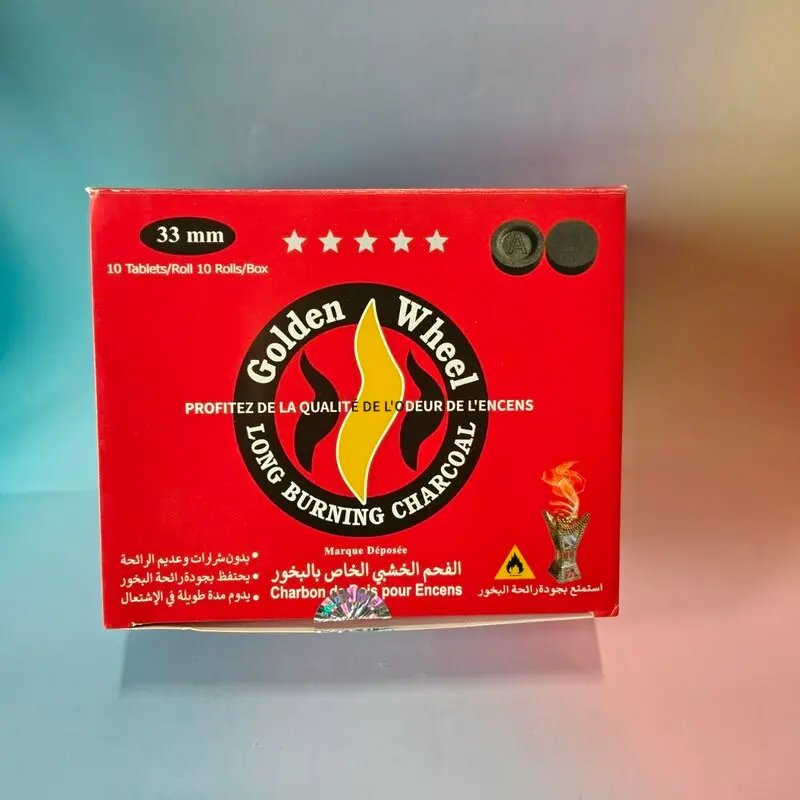 33 mm
10 Tablets/Roll 10 Rolls/Box
A
Golden Wheel
PROFITEZ DE LA QUALITÉ DE L'ODEUR DE L'ENCENS
LONG BURNING CHARCOAL
Marque Déposée
الفحم الخشبي الخاص بالبخور
Charbon pour Encens
• بدون شرارات وعديم الرائحة
• يحتفظ بجودة رائحة البخور
• يدوم مدة طويلة في الإشتعال
استمتع بجودة رائحة البخور